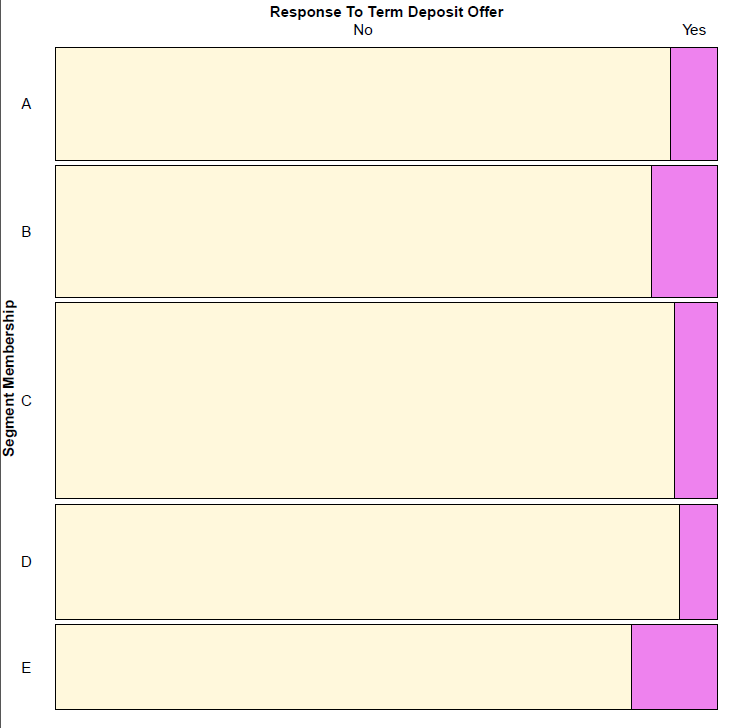 Response To Term Deposit Offer
No Yes
A
B
Segment Membership
C
D
E